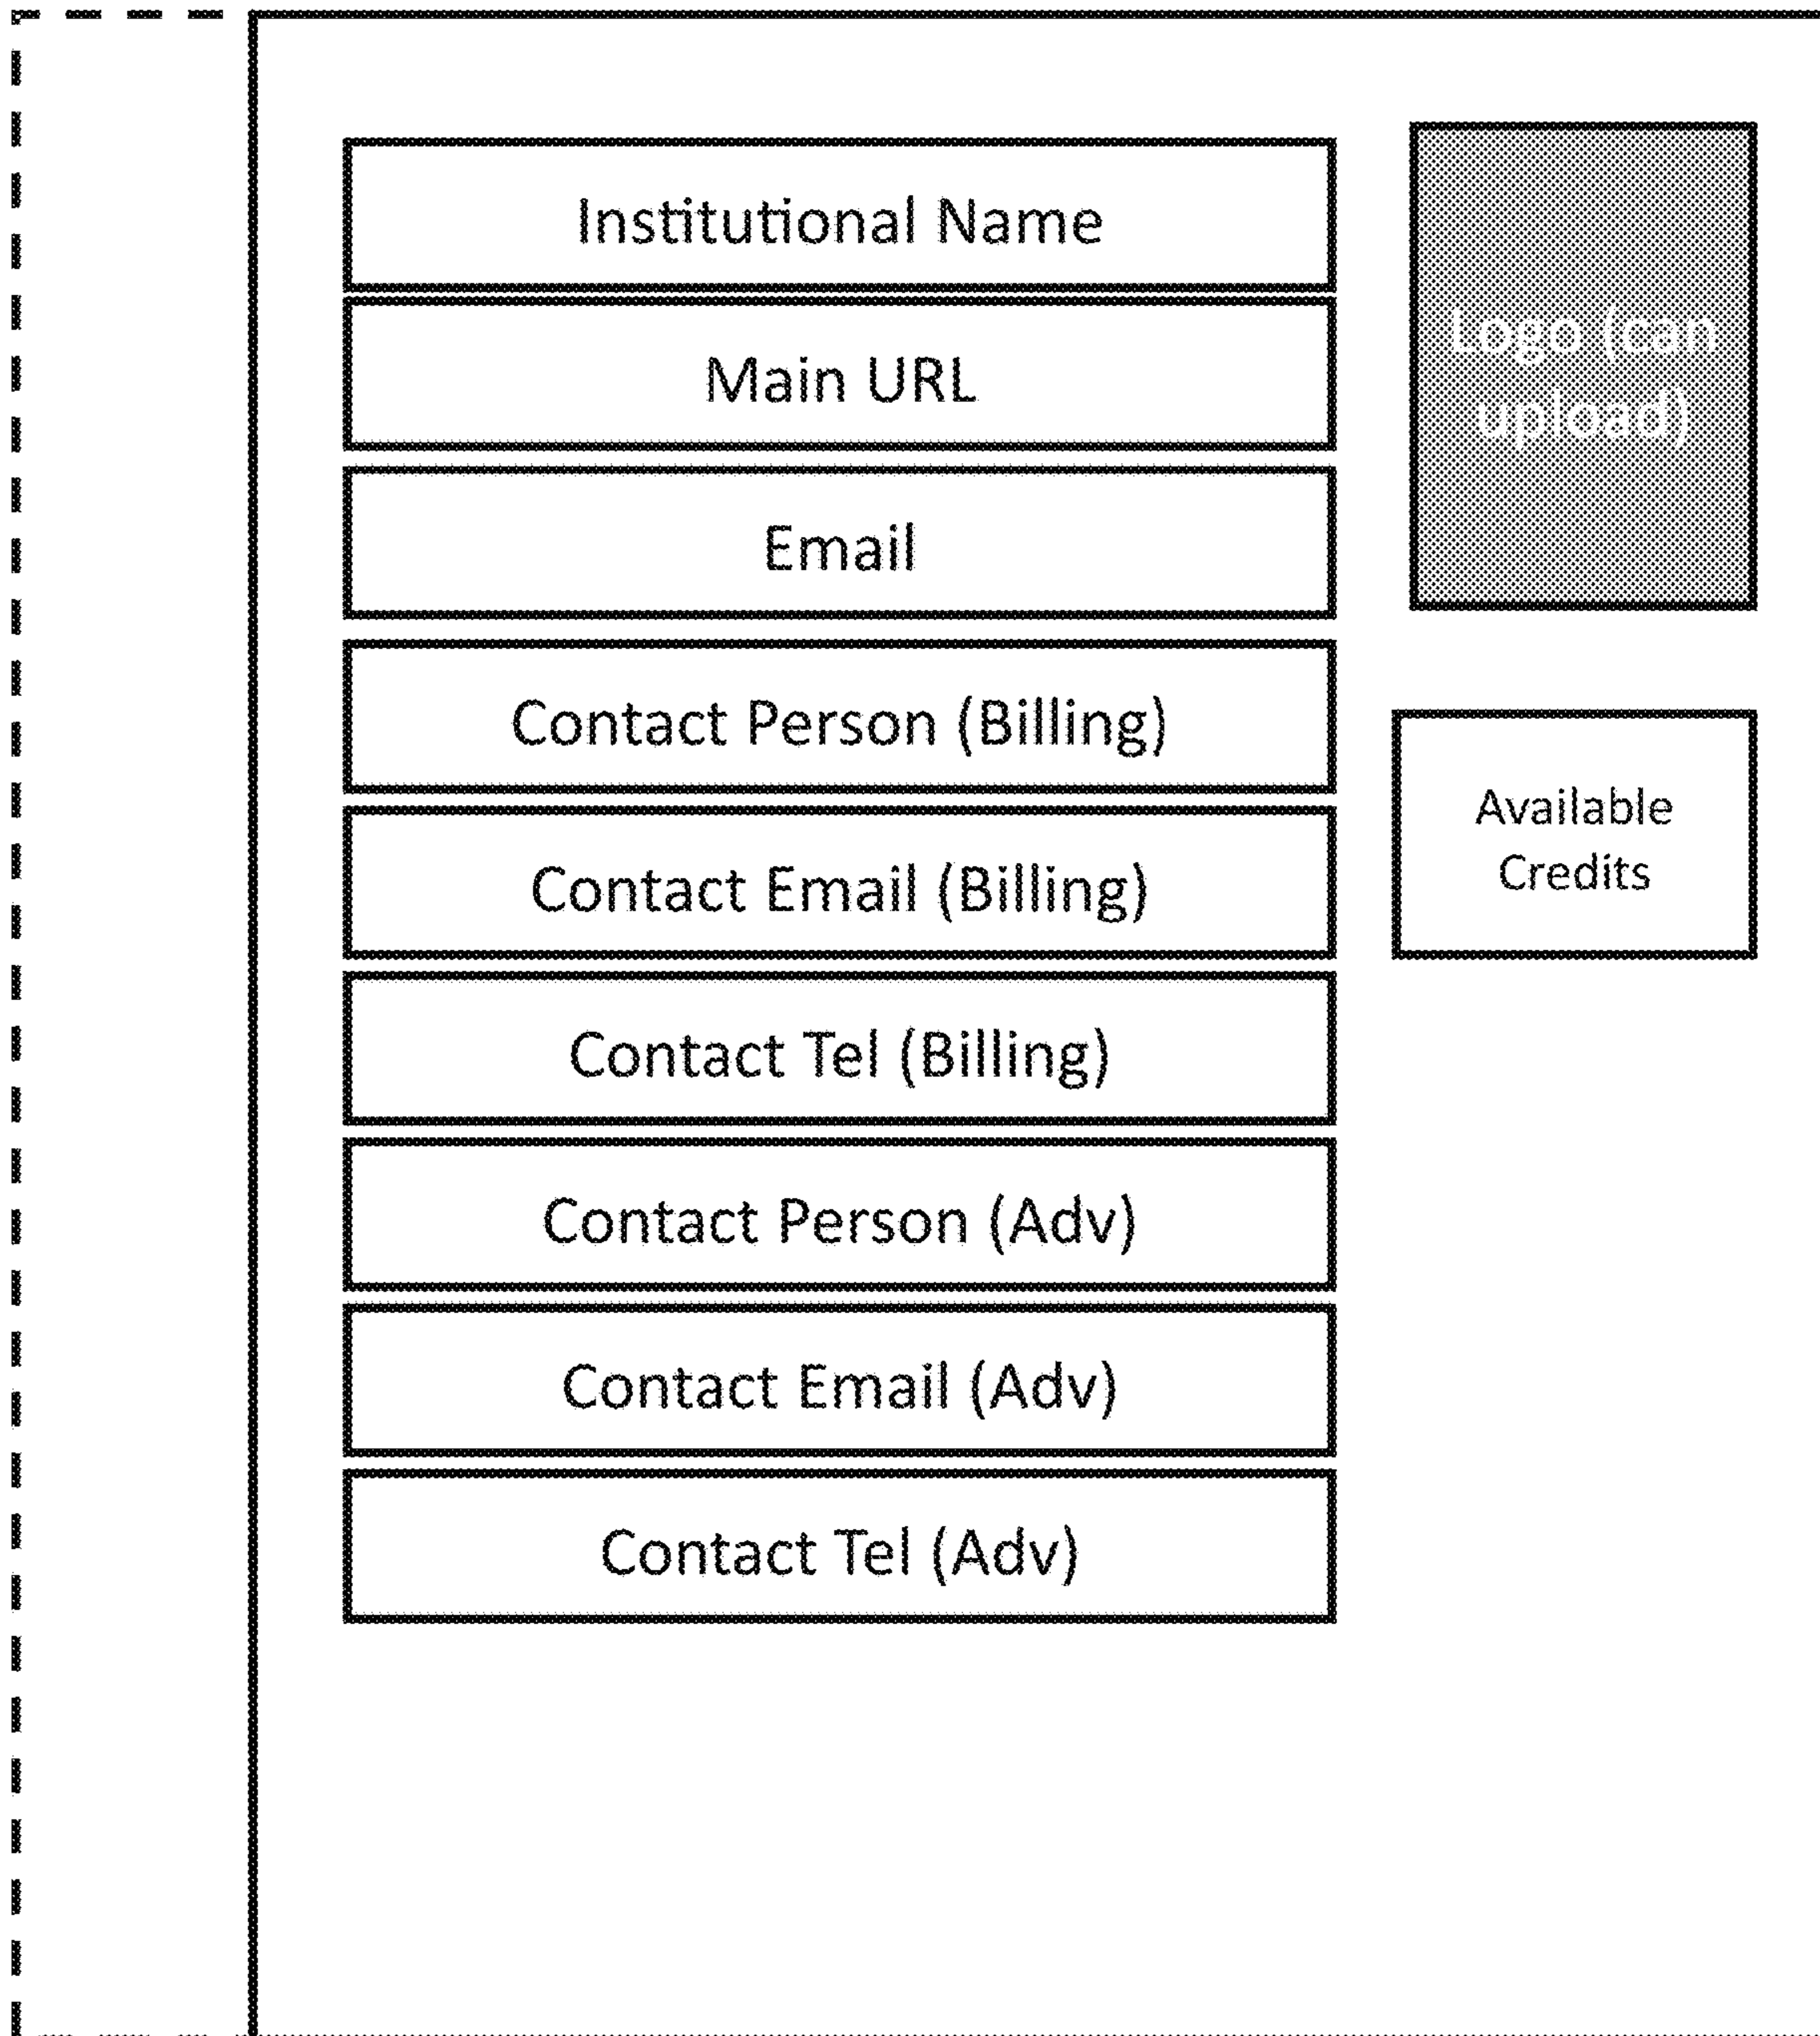 Institutional Name
Main URL
Email
Contact Person (Billing)
Contact Email (Billing)
Contact Tel (Billing)
Contact Person (Adv)
Contact Email (Adv)
Contact Tel (Adv)
Logo (can
upload)
Available
Credits